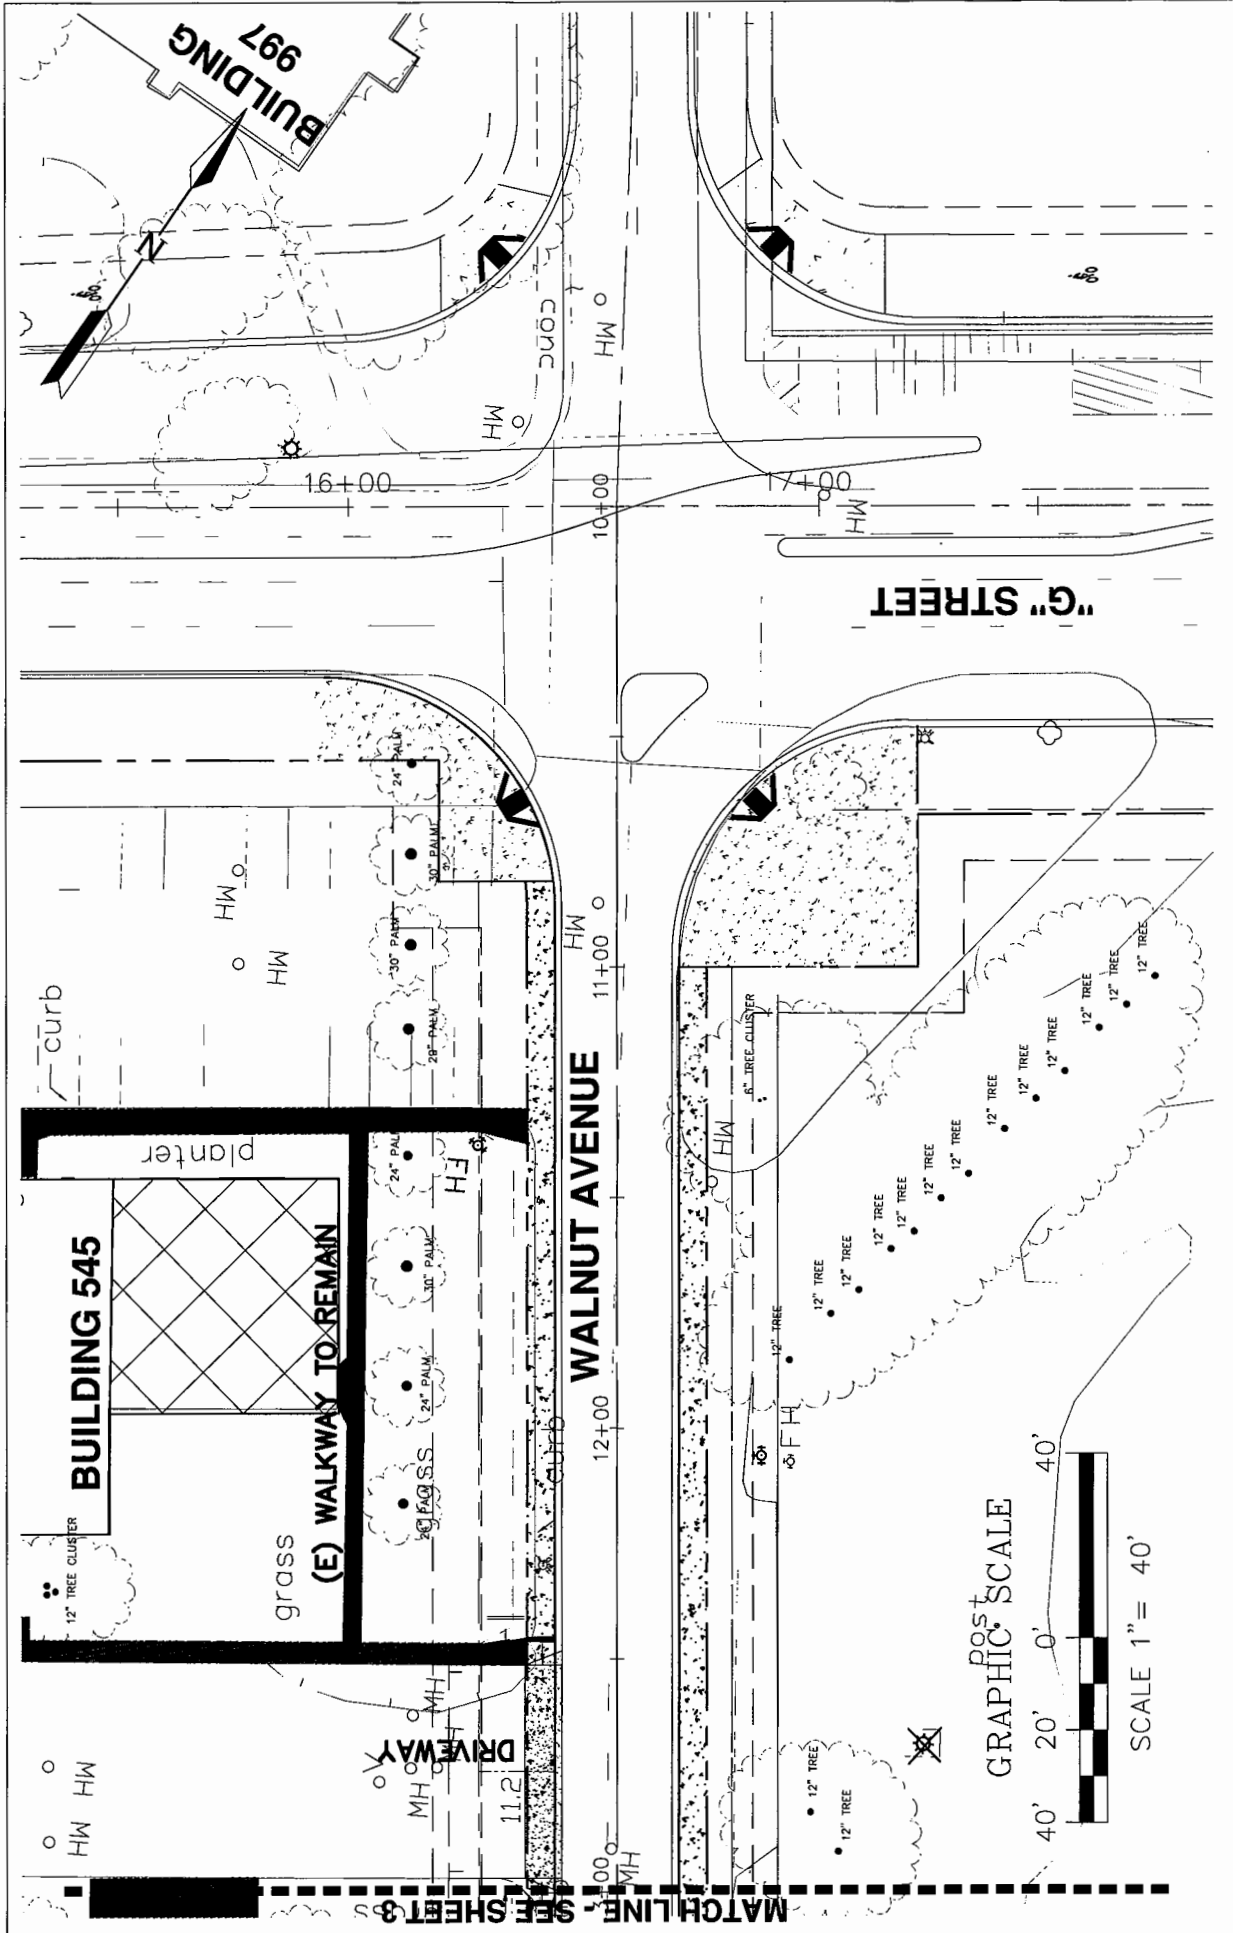 BUILDING
997
N
conc
MH
MH
16+00
10+00
17+00
MH
"G" STREET
24" PALM
30" PALM
30" PALM
28" PALM
MH
MH
curb
MH
11+00
WALNUT AVENUE
6" TREE CLUSTER
MH
12" TREE
12" TREE
12" TREE
12" TREE
12" TREE
12" TREE
12" TREE
12" TREE
12" TREE
12" TREE
12" TREE
12" TREE
12" TREE
12" TREE
planter
24" PALM
FH
BUILDING 545
(E) WALKWAY TO REMAIN
30" PALM
24" PALM
24" PALM
grass
curb
12+00
FH
12" TREE CLUSTER
grass
DRIVEWAY
MH
MH
MH
MH
V
11.2
MH
12" TREE
12" TREE
post
GRAPHIC SCALE
40' 20' 0' 40'
SCALE 1"= 40'
MATCH LINE - SEE SHEET 3